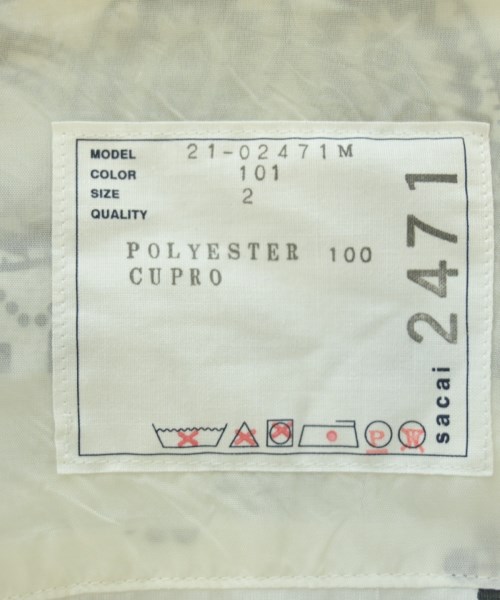 MODEL 21-02471M
COLOR 101
SIZE 2
QUALITY
POLYESTER 100
CUPRO
P W
sacai 2471